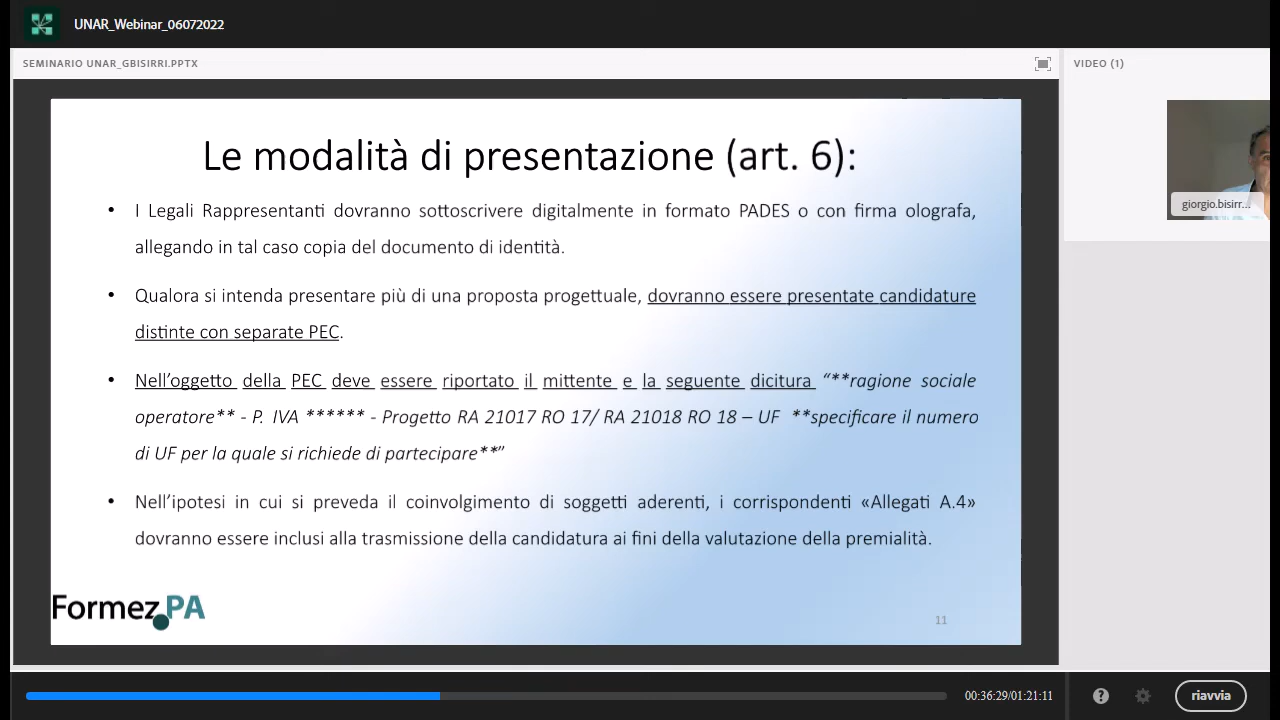 UNAR_Webinar_06072022
SEMINARIO UNAR_GBISIRRI.PPTX
VIDEO (1)
Le modalità di presentazione (art. 6):
• I Legali Rappresentanti dovranno sottoscrivere digitalmente in formato PADES o con firma olografa,
allegando in tal caso copia del documento di identità.
• Qualora si intenda presentare più di una proposta progettuale, dovranno essere presentate candidature
distinte con separate PEC.
• Nell’oggetto della PEC deve essere riportato il mittente e la seguente dicitura “**ragione sociale
operatore** - P. IVA ****** - Progetto RA 21017 RO 17/ RA 21018 RO 18 – UF **specificare il numero
di UF per la quale si richiede di partecipare**”
• Nell’ipotesi in cui si preveda il coinvolgimento di soggetti aderenti, i corrispondenti «Allegati A.4»
dovranno essere inclusi alla trasmissione della candidatura ai fini della valutazione della premialità.
Formez PA
11
giorgio.bisirr...
00:36:29/01:21:11
?
riavvia